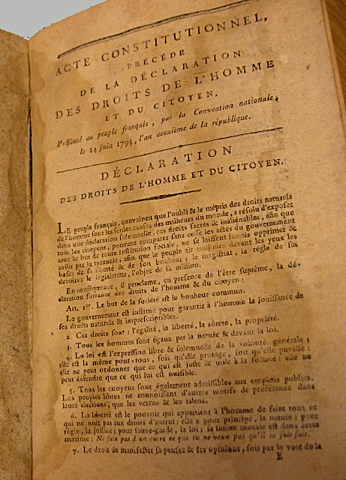 ACTE CONSTITUTIONNEL,
PRÉCÉDÉ
DE LA DÉCLARATION
DES DROITS DE L'HOMME
ET DU CITOYEN,
Présenté au peuple français, par la Convention nationale,
le 24 juin 1793, l'an deuxième de la république.
DÉCLARATION
DES DROITS DE L'HOMME ET DU CITOYEN.
LE peuple français, convaincu que l'oubli & le mépris des droits naturels
de l'homme sont les seules causes des malheurs du monde, a résolu d'exposer
dans une déclaration solennelle, ces droits sacrés & inaliénables, afin que
tous les citoyens, pouvant comparer sans cesse les actes du gouvernement
avec le but de toute institution sociale, ne se laissent jamais opprimer &
avilir par la tyrannie; afin que le peuple ait toujours devant les yeux les
bases de sa liberté & de son bonheur; le magistrat, la règle de ses
devoirs; le législateur, l'objet de sa mission.
En conséquence, il proclame, en présence de l'être suprême, la dé-
claration suivante des droits de l'homme & du citoyen:
Art. 1er. Le but de la société est le bonheur commun.
Le gouvernement est institué pour garantir à l'homme la jouissance de
ses droits naturels & imprescriptibles.
2. Ces droits sont: l'égalité, la liberté, la sûreté, la propriété.
3. Tous les hommes sont égaux par la nature & devant la loi.
4. La loi est l'expression libre & solennelle de la volonté générale;
elle est la même pour tous, soit qu'elle protège, soit qu'elle punisse;
elle ne peut ordonner que ce qui est juste & utile à la société; elle ne
peut défendre que ce qui lui est nuisible.
5. Tous les citoyens sont également admissibles aux emplois publics.
Les peuples libres ne connoissent d'autres motifs de préférence dans
leurs élections, que les vertus & les talens.
6. La liberté est le pouvoir qui appartient à l'homme de faire tout ce
qui ne nuit pas aux droits d'autrui; elle a pour principe, la nature; pour
règle, la justice; pour sauve-garde, la loi; sa limite morale est dans cette
maxime: Ne fais pas à un autre ce que tu ne veux pas qu'il te soit fait.
7. Le droit de manifester sa pensée & ses opinions, soit par la voie de la
E